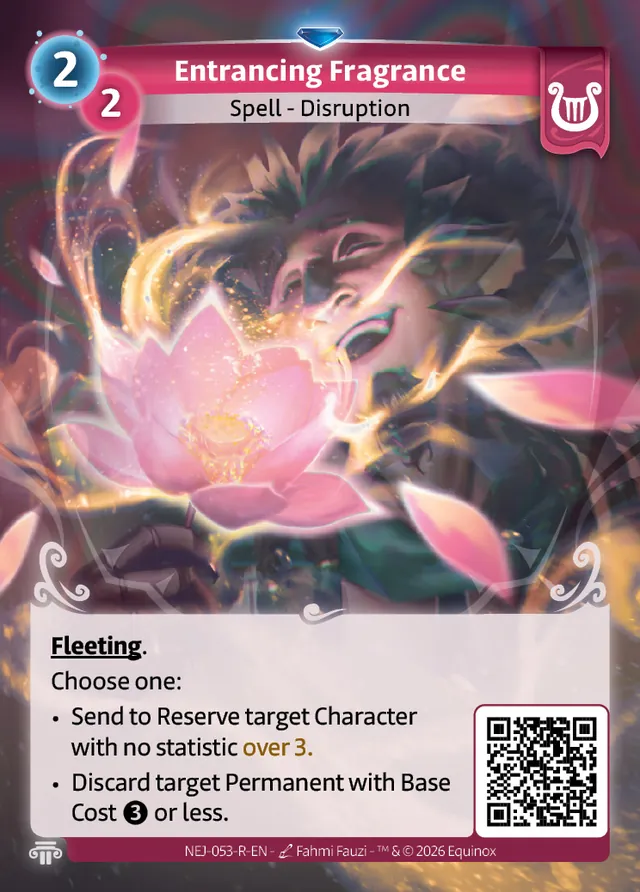 2
Entrancing Fragrance
2
Spell - Disruption
Fleeting.
Choose one:
• Send to Reserve target Character
with no statistic over 3.
• Discard target Permanent with Base
Cost 3 or less.
NEJ-053-R-EN - Fahmi Fauzi - ™ & © 2026 Equinox